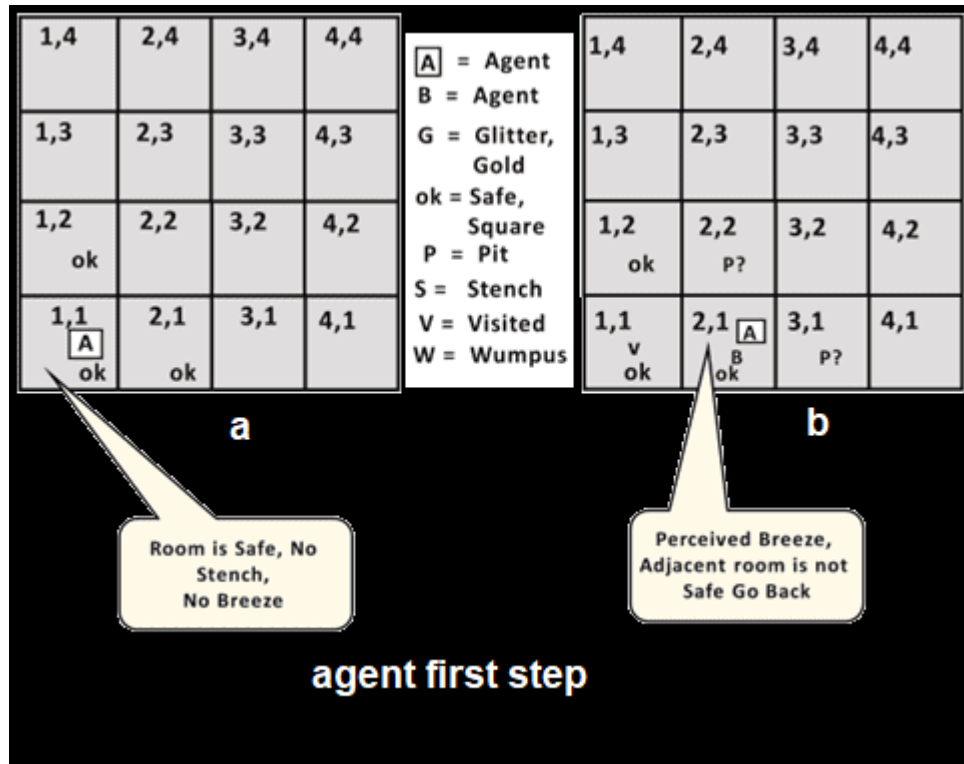 1,4 2,4 3,4 4,4
1,3 2,3 3,3 4,3
1,2 2,2 3,2 4,2
ok
1,1 2,1 3,1 4,1
A
ok ok
a
Room is Safe, No
Stench,
No Breeze
A = Agent
B = Agent
G = Glitter,
Gold
ok = Safe,
Square
P = Pit
S = Stench
V = Visited
W = Wumpus
1,4 2,4 3,4 4,4
1,3 2,3 3,3 4,3
1,2 2,2 3,2 4,2
ok P?
1,1 2,1 A 3,1 4,1
v B P?
ok ok
b
Perceived Breeze,
Adjacent room is not
Safe Go Back
agent first step